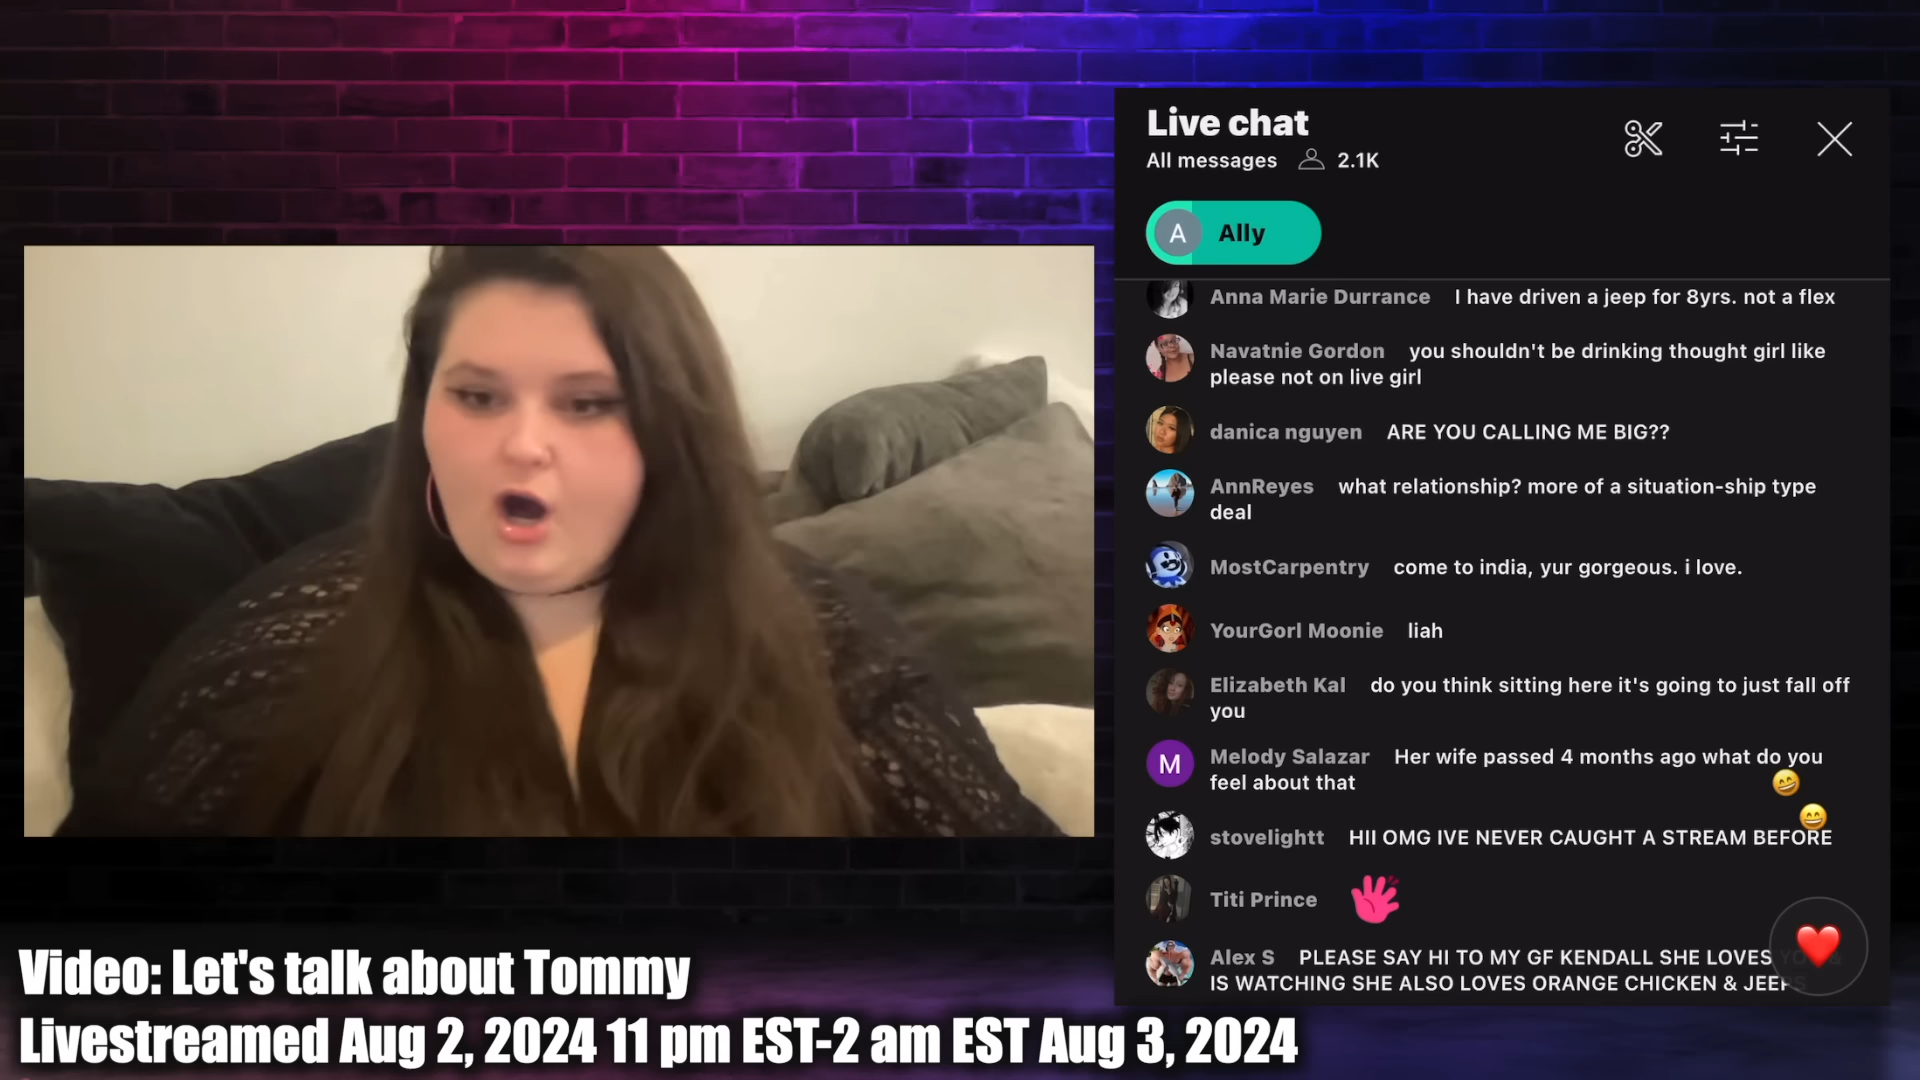 Live chat
All messages 2.1K
A Ally
Anna Marie Durrance I have driven a jeep for 8yrs. not a flex
Navatnie Gordon you shouldn't be drinking thought girl like
please not on live girl
danica nguyen ARE YOU CALLING ME BIG??
AnnReyes what relationship? more of a situation-ship type
deal
MostCarpentry come to india, yur gorgeous. i love.
YourGorl Moonie liah
Elizabeth Kal do you think sitting here it's going to just fall off
you
M Melody Salazar Her wife passed 4 months ago what do you
feel about that
stovelightt HII OMG IVE NEVER CAUGHT A STREAM BEFORE
Titi Prince
Alex S PLEASE SAY HI TO MY GF KENDALL SHE LOVES
IS WATCHING SHE ALSO LOVES ORANGE CHICKEN & JEEPS
Video: Let's talk about Tommy
Livestreamed Aug 2, 2024 11 pm EST-2 am EST Aug 3, 2024